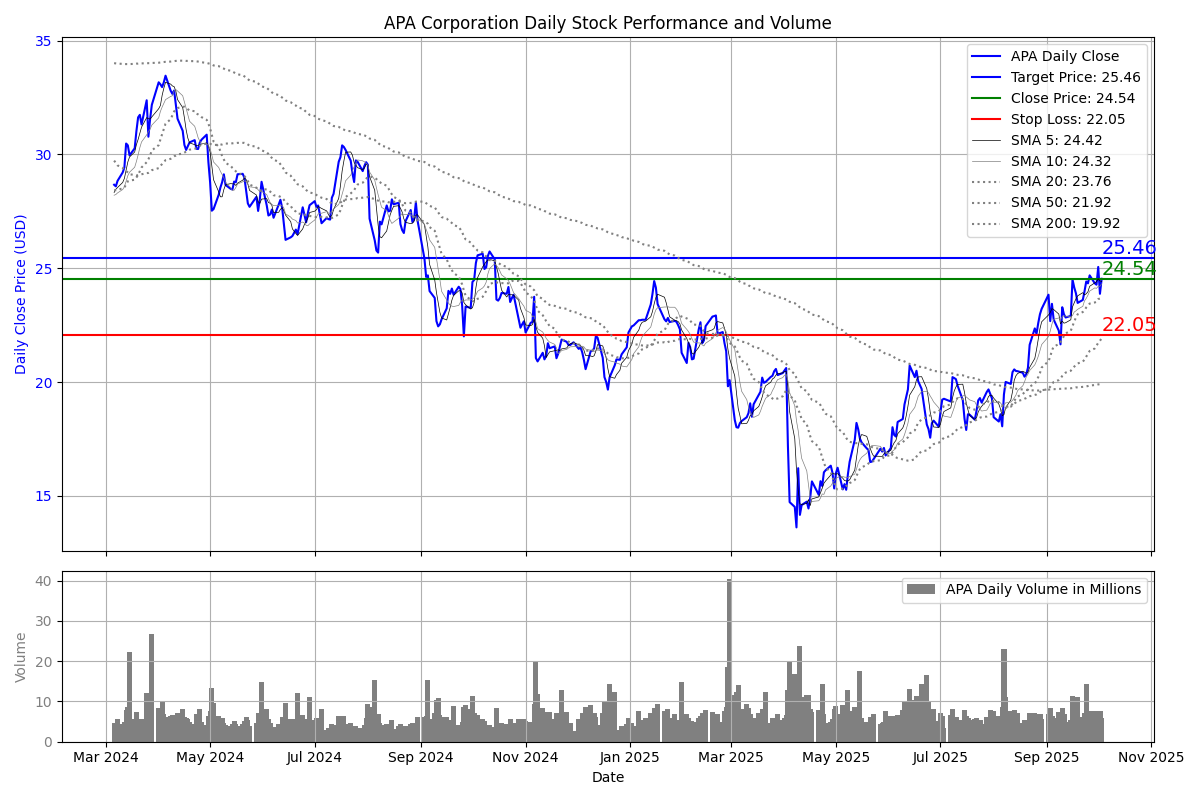 APA Corporation Daily Stock Performance and Volume
35
30
25
20
15
Daily Close Price (USD)
APA Daily Close
Target Price: 25.46
Close Price: 24.54
Stop Loss: 22.05
SMA 5: 24.42
SMA 10: 24.32
SMA 20: 23.76
SMA 50: 21.92
SMA 200: 19.92
25.46
24.54
22.05
40
30
20
10
0
Volume
APA Daily Volume in Millions
Mar 2024 May 2024 Jul 2024 Sep 2024 Nov 2024 Jan 2025 Mar 2025 May 2025 Jul 2025 Sep 2025 Nov 2025
Date